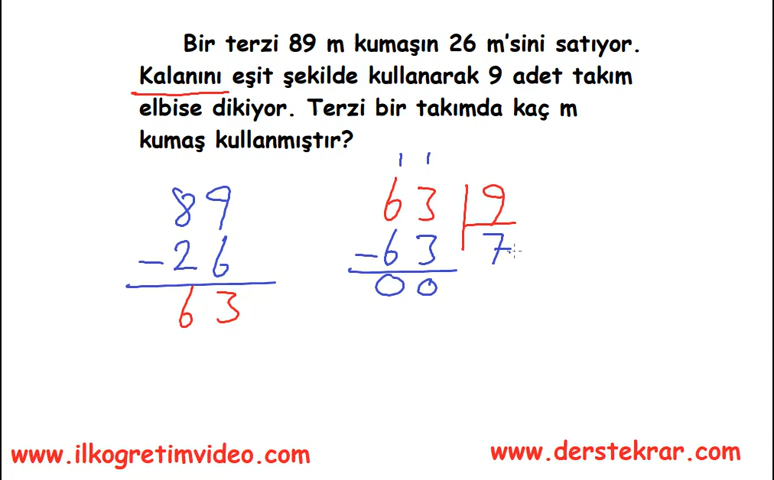 Bir terzi 89 m kumaşın 26 m'sini satıyor.
Kalanını eşit şekilde kullanarak 9 adet takım
elbise dikiyor. Terzi bir takımda kaç m
kumaş kullanmıştır?
89
-26
63
63 9
-63 7
00
www.ilkogretimvideo.com
www.derstekrar.com